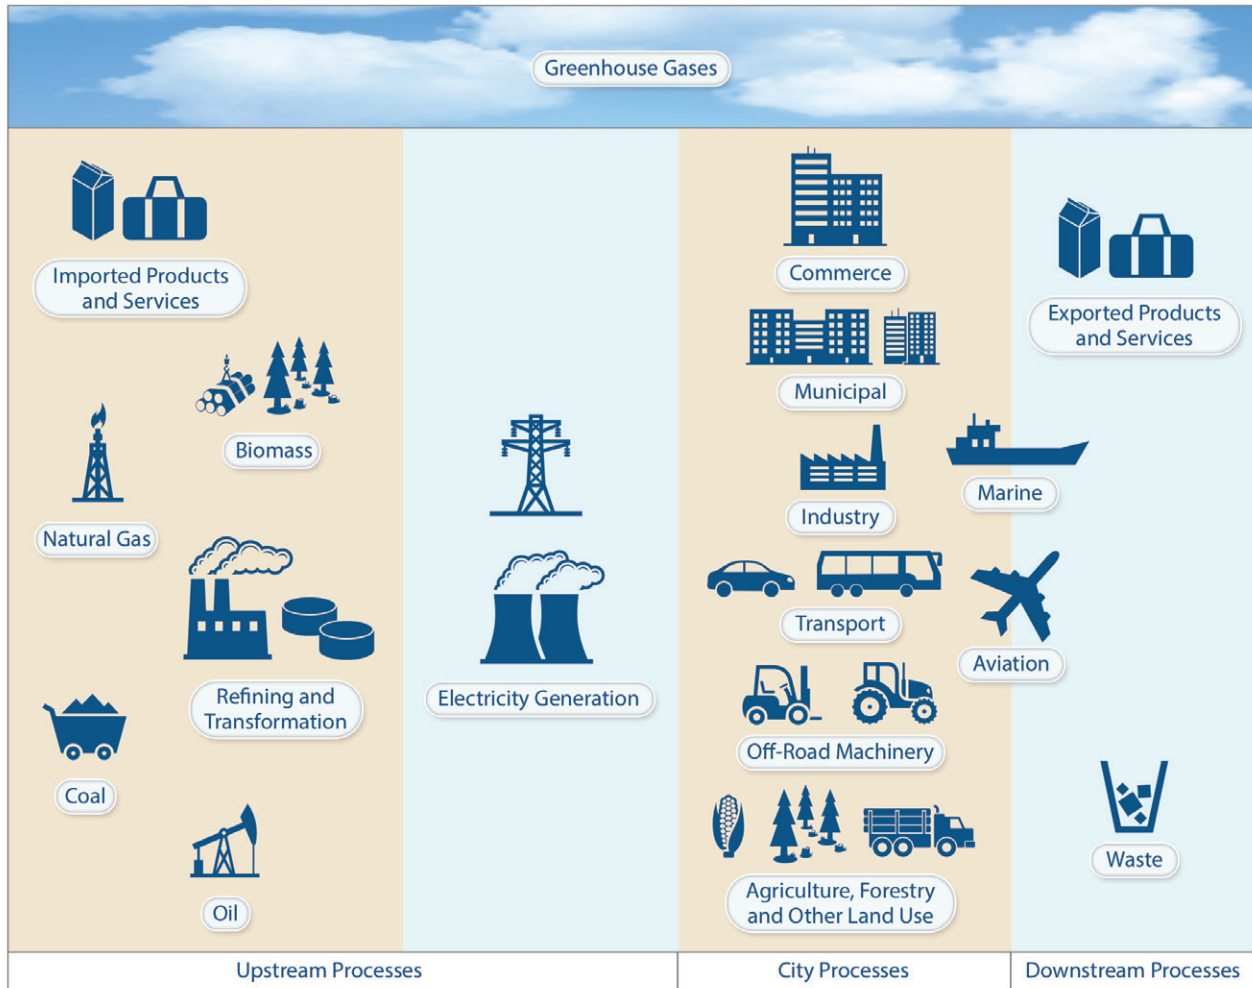 Greenhouse Gases
Imported Products
and Services
Biomass
Natural Gas
Refining and
Transformation
Coal
Oil
Electricity Generation
Commerce
Municipal
Industry
Marine
Transport
Aviation
Off-Road Machinery
Agriculture, Forestry
and Other Land Use
Exported Products
and Services
Waste
Upstream Processes
City Processes
Downstream Processes